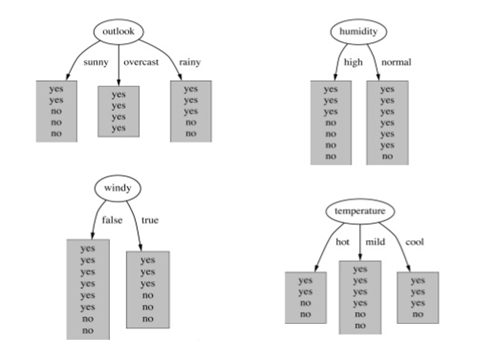 outlook
sunny
overcast
rainy
yes
yes
no
no
no
yes
yes
yes
yes
yes
yes
yes
no
no
humidity
high
normal
yes
yes
yes
no
no
no
no
yes
yes
yes
yes
yes
yes
no
windy
false
true
yes
yes
yes
yes
yes
yes
no
no
yes
yes
yes
no
no
no
temperature
hot
mild
cool
yes
yes
no
no
yes
yes
yes
yes
no
no
yes
yes
yes
no